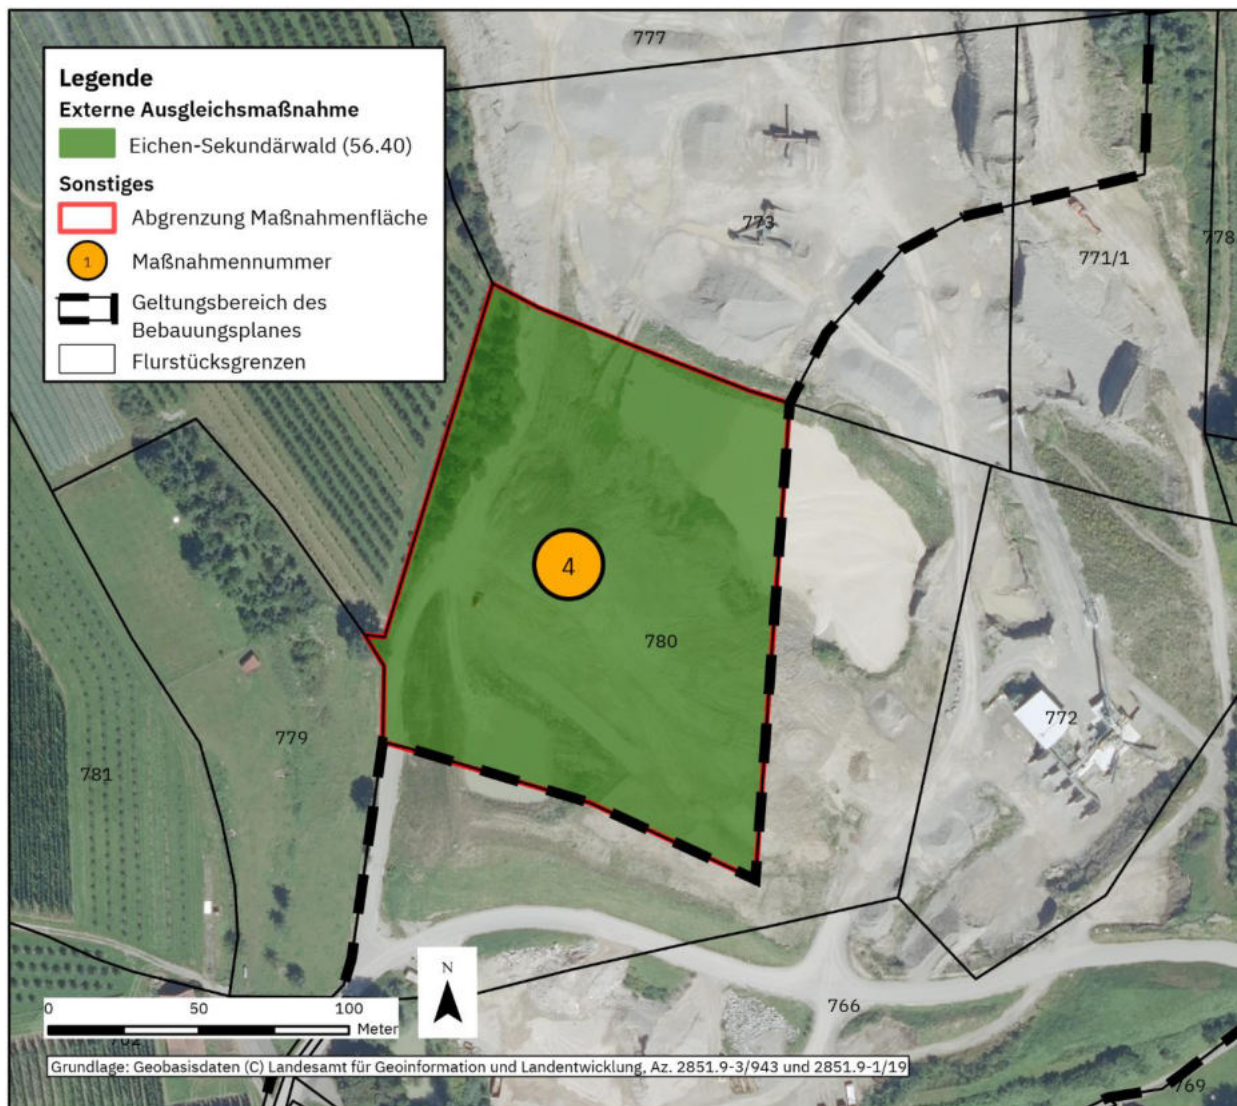 Legende
Externe Ausgleichsmaßnahme
Eichen-Sekundärwald (56.40)
Sonstiges
Abgrenzung Maßnahmenfläche
1
Maßnahmennummer
Geltungsbereich des
Bebauungsplanes
Flurstücksgrenzen
777
773
778
771/1
4
780
772
779
781
766
N
0 50 100
Meter
Grundlage: Geobasisdaten (C) Landesamt für Geoinformation und Landentwicklung, Az. 2851.9-3/943 und 2851.9-1/19
769